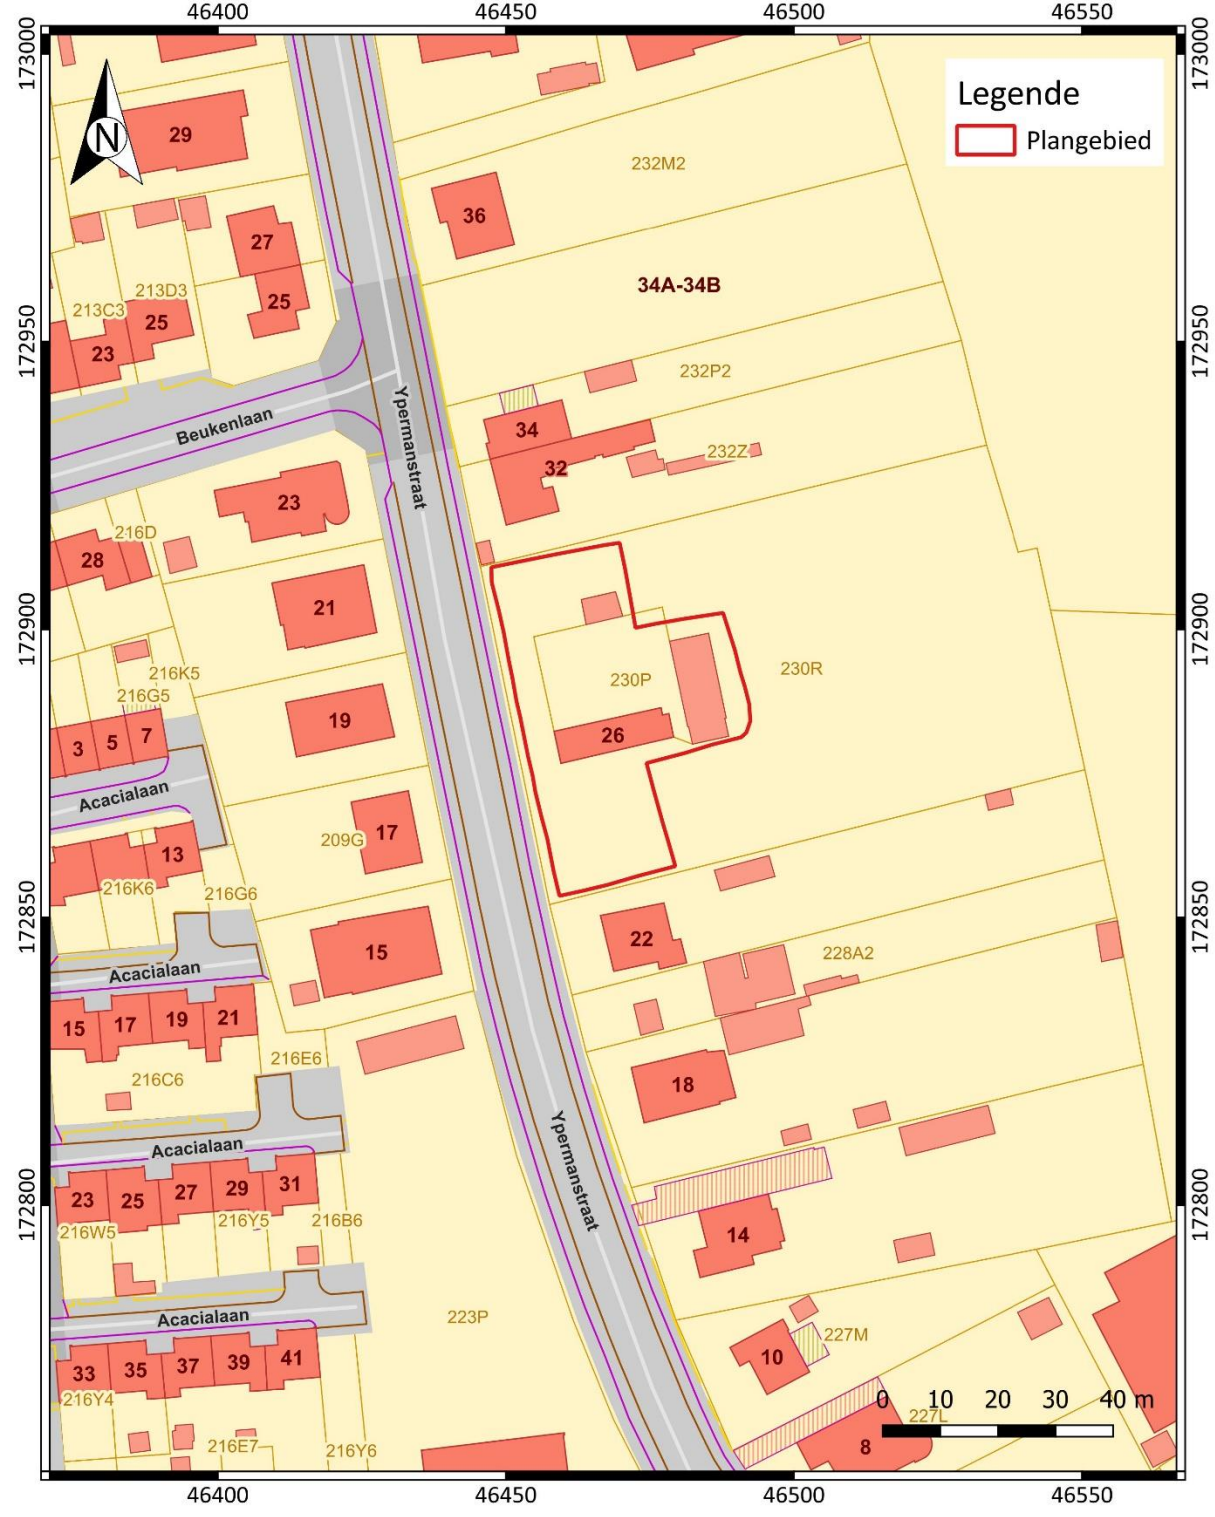 46400 46450 46500 46550
173000 173000
Legende
Plangebied
N
29
232M2
36
27
34A-34B
213D3
25
213C3
25
23
172950 172950
232P2
Ypermanstraat
Beukenlaan
34
232Z
32
23
216D
28
21
172900 172900
216K5
230R
230P
216G5
19
7
5
3
26
Acacialaan
17
209G
13
216K6
216G6
172850 172850
22
15
228A2
Acacialaan
21
19
17
15
216E6
216C6
18
Acacialaan
Ypermanstraat
31
29
27
25
23
172800 172800
216Y5
216B6
216W5
14
223P
Acacialaan
227M
10
41
39
37
35
33
216Y4
0 10 20 30 40 m
227L
8
216E7
216Y6
46400 46450 46500 46550